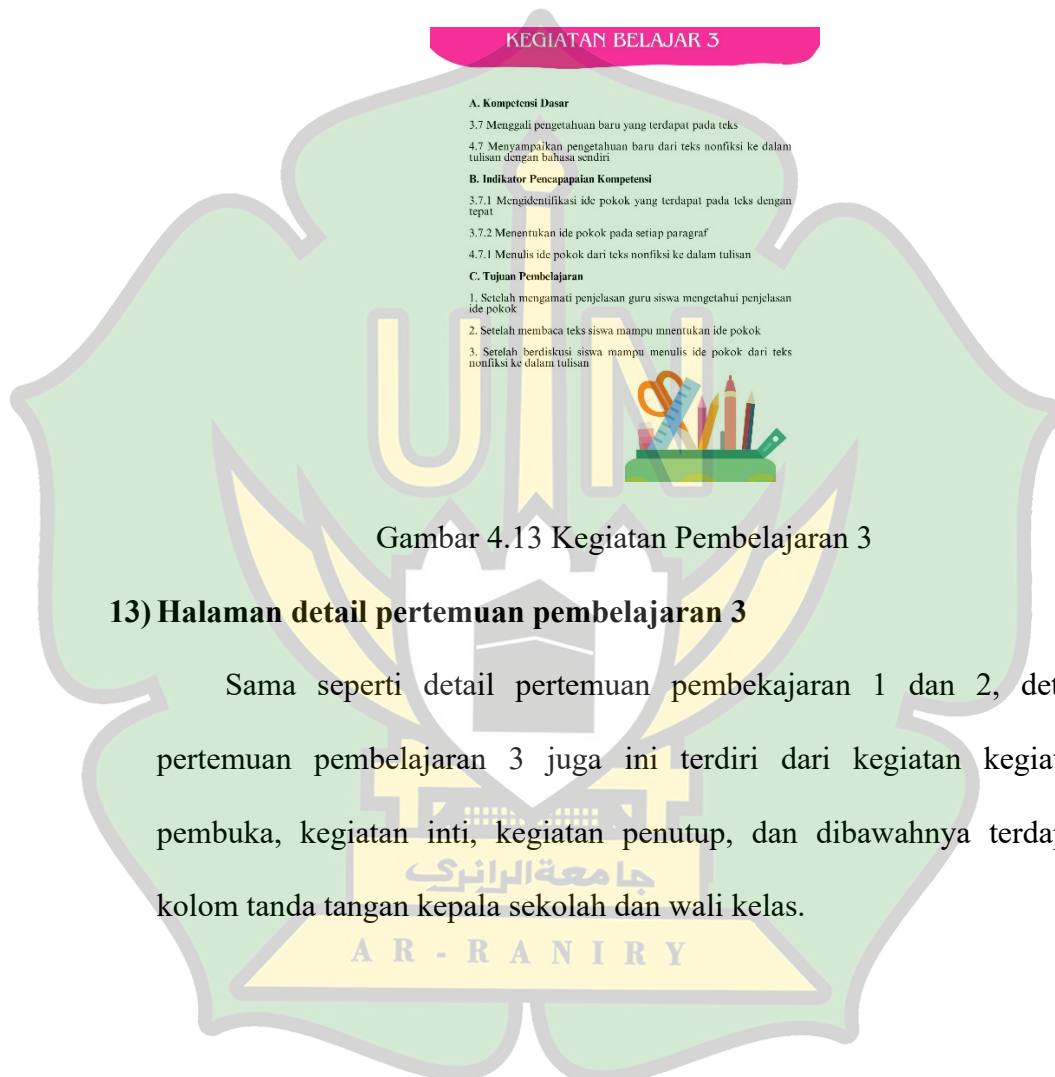 KEGIATAN BELAJAR 3
A. Kompetensi Dasar
3.7 Menggali pengetahuan baru yang terdapat pada teks
4.7 Menyampaikan pengetahuan baru dari teks nonfiksi ke dalam
tulisan dengan bahasa sendiri
B. Indikator Pencapapaian Kompetensi
3.7.1 Mengidentifikasi ide pokok yang terdapat pada teks dengan
tepat
3.7.2 Menentukan ide pokok pada setiap paragraf
4.7.1 Menulis ide pokok dari teks nonfiksi ke dalam tulisan
C. Tujuan Pembelajaran
1. Setelah mengamati penjelasan guru siswa mengetahui penjelasan
ide pokok
2. Setelah membaca teks siswa mampu mnentukan ide pokok
3. Setelah berdiskusi siswa mampu menulis ide pokok dari teks
nonfiksi ke dalam tulisan
UIN
Gambar 4.13 Kegiatan Pembelajaran 3
13) Halaman detail pertemuan pembelajaran 3
Sama seperti detail pertemuan pembekajaran 1 dan 2, det
pertemuan pembelajaran 3 juga ini terdiri dari kegiatan kegiat
pembuka, kegiatan inti, kegiatan penutup, dan dibawahnya terdap
kolom tanda tangan kepala sekolah dan wali kelas.
جامعة الرانري
AR-RANIRY